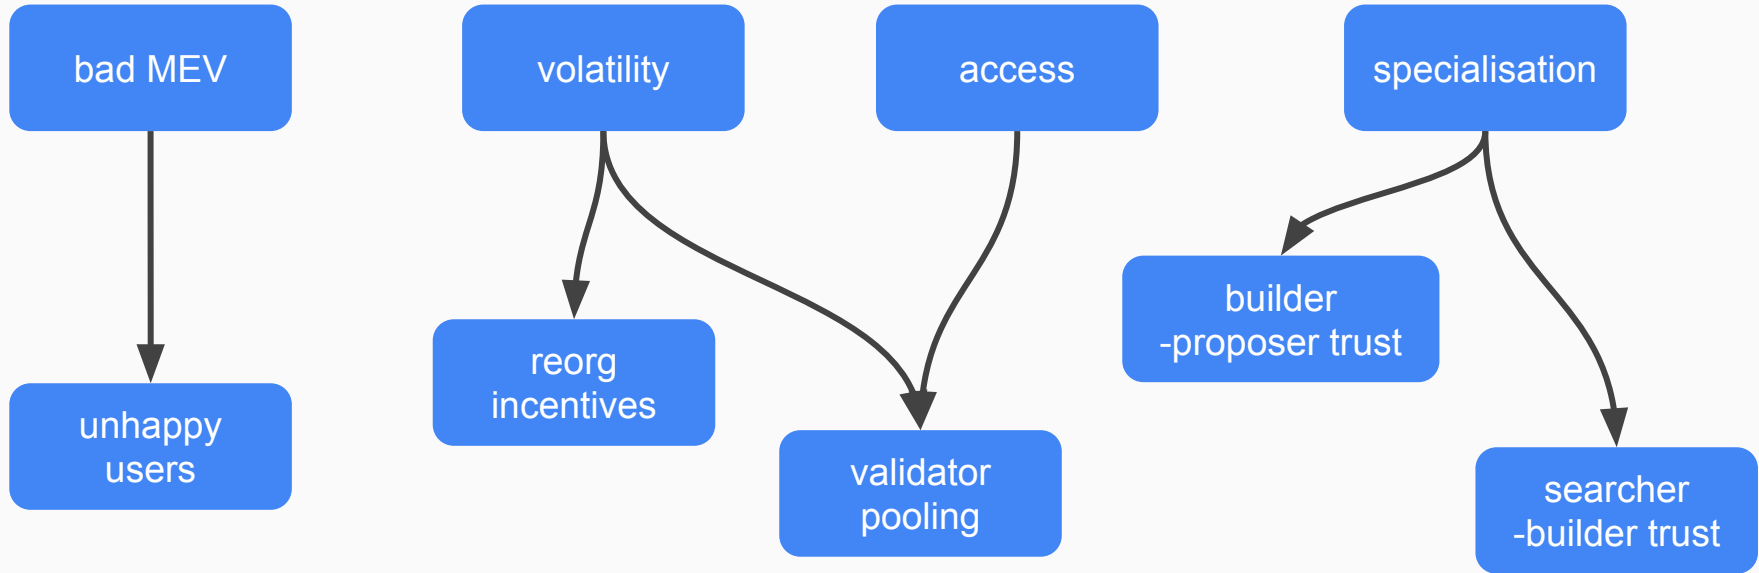 bad MEV
volatility
access
specialisation
builder
-proposer trust
reorg
incentives
unhappy
users
validator
pooling
searcher
-builder trust